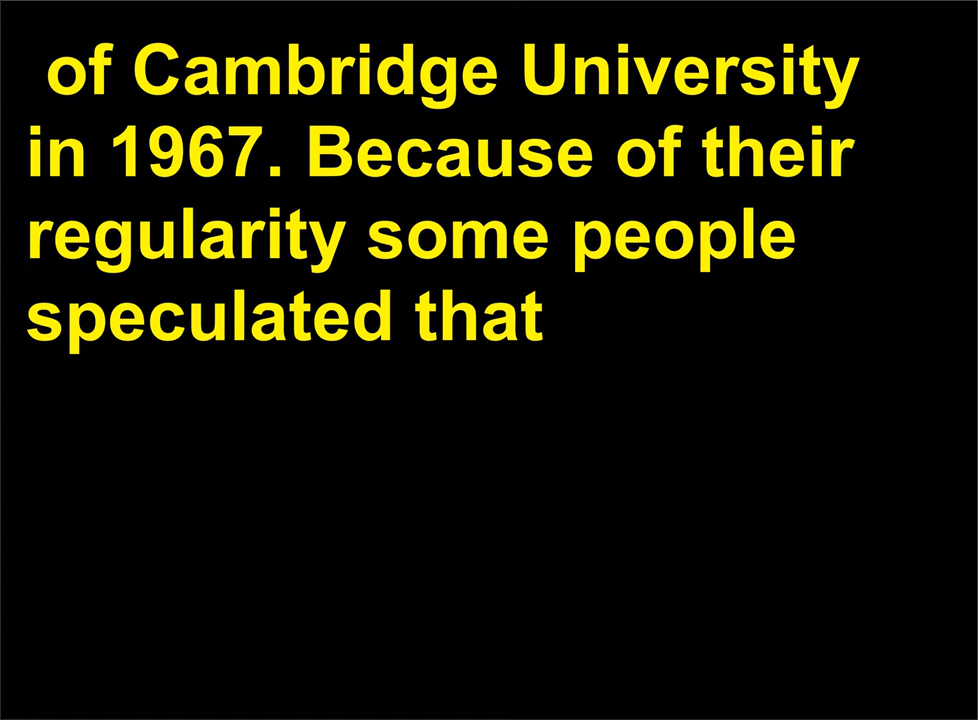 of Cambridge University
in 1967. Because of their
regularity some people
speculated that